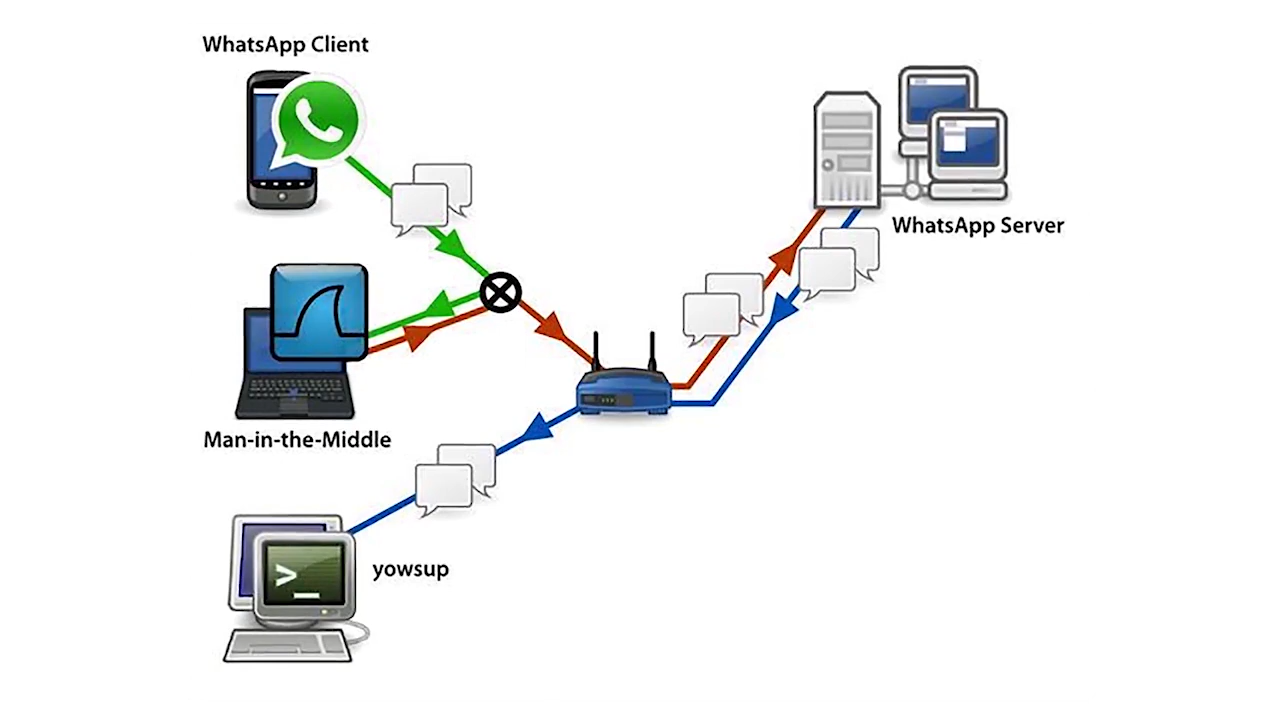 WhatsApp Client
WhatsApp Server
Man-in-the-Middle
yowsup
>_